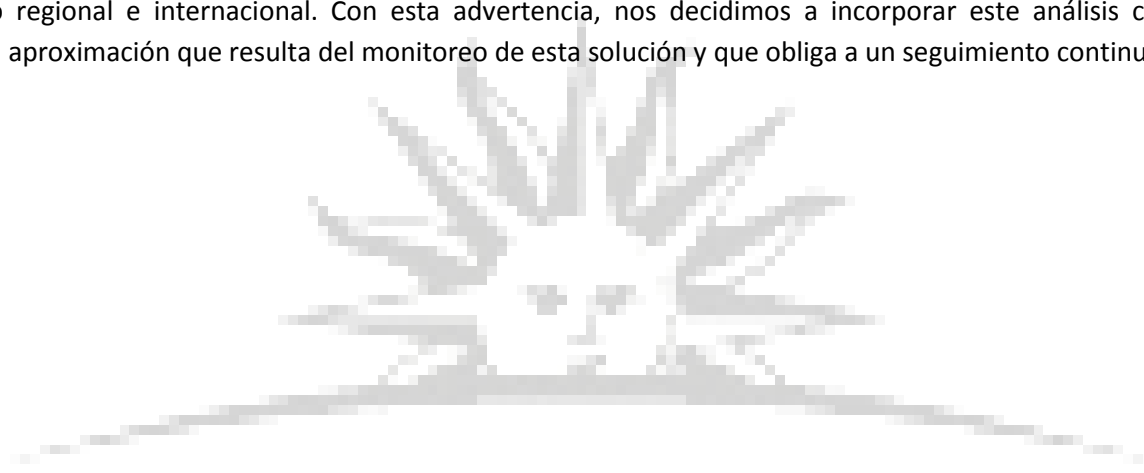 regional e internacional. Con esta advertencia, nos decidimos a incorporar este análisis
aproximación que resulta del monitoreo de esta solución y que obliga a un seguimiento